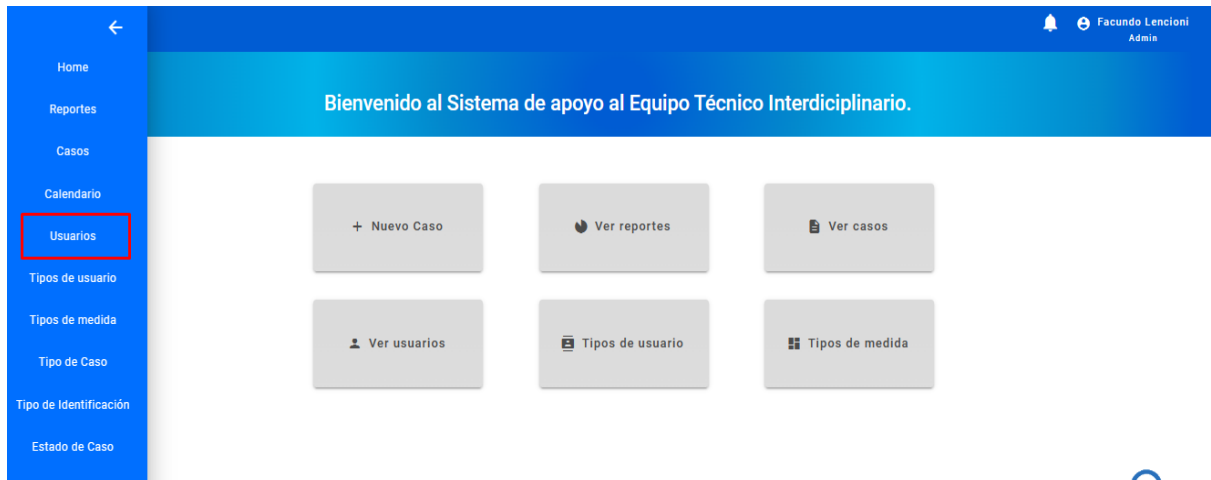 Facundo Lencioni
Admin
Home
Reportes
Casos
Calendario
Usuarios
Tipos de usuario
Tipos de medida
Tipo de Caso
Tipo de Identificación
Estado de Caso
Bienvenido al Sistema de apoyo al Equipo Técnico Interdiciplinario.
+ Nuevo Caso
Ver reportes
Ver casos
Ver usuarios
Tipos de usuario
Tipos de medida